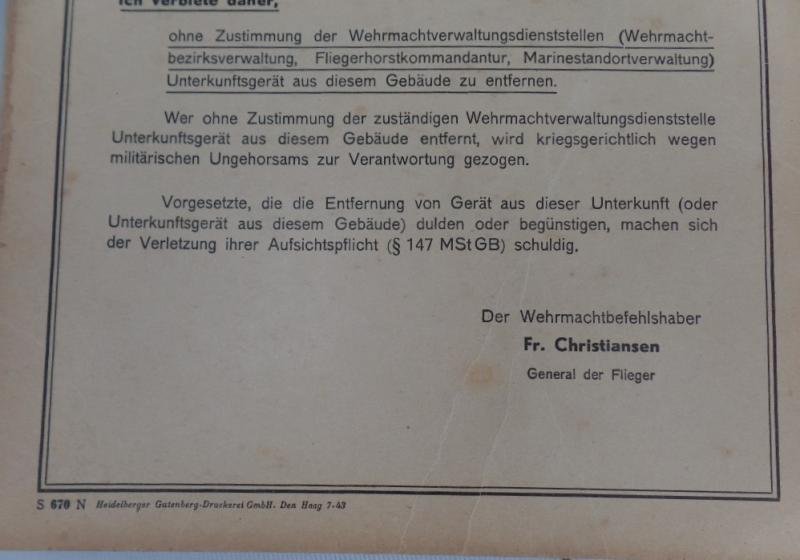 Ich verbiete daher,
ohne Zustimmung der Wehrmachtverwaltungsdienststellen (Wehrmacht-
bezirksverwaltung, Fliegerhorstkommandantur, Marinestandortverwaltung)
Unterkunftsgerät aus diesem Gebäude zu entfernen.
Wer ohne Zustimmung der zuständigen Wehrmachtverwaltungsdienststelle
Unterkunftsgerät aus diesem Gebäude entfernt, wird kriegsgerichtlich wegen
militärischen Ungehorsams zur Verantwortung gezogen.
Vorgesetzte, die die Entfernung von Gerät aus dieser Unterkunft (oder
Unterkunftsgerät aus diesem Gebäude) dulden oder begünstigen, machen sich
der Verletzung ihrer Aufsichtspflicht (§ 147 MStGB) schuldig.
Der Wehrmachtbefehlshaber
Fr. Christiansen
General der Flieger
S 670 N Heidelberger Gutenberg-Druckerei GmbH. Den Haag 7-43